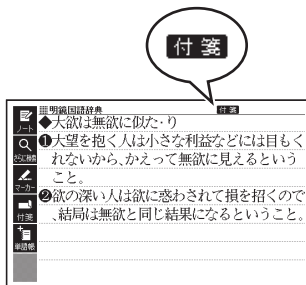 付箋
明鏡国語辞典
付箋
◆大欲は無欲に似た・り
❶大望を抱く人は小さな利益などには目もく
れないから、かえって無欲に見えるという
こと。
❷欲の深い人は欲に惑わされて損を招くので
、結局は無欲と同じ結果になるということ。
ノート
さらに検索
マーカー
付箋
単語帳